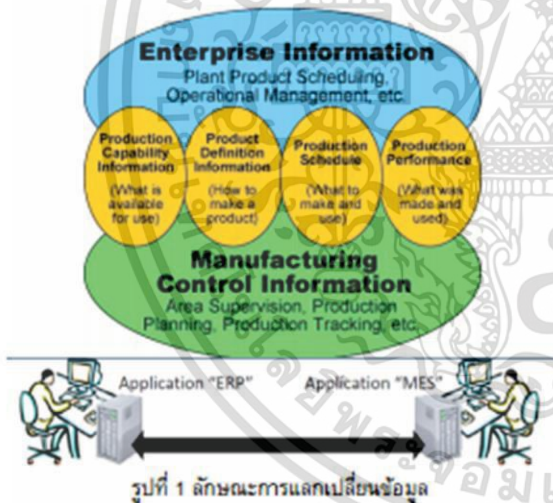 Enterprise Information
Plant Product Scheduling,
Operational Management, etc
Production
Capability
Information
(What is
available
for use)
Product
Definition
Information
(How to
make a
product)
Production
Schedule
(What to
make and
use)
Production
Performance
(What was
made and
used)
Manufacturing
Control Information
Area Supervision, Production
Planning, Production Tracking, etc.
Application "ERP"
Application "MES"
รูปที่ 1 ลักษณะการแลกเปลี่ยนข้อมูล